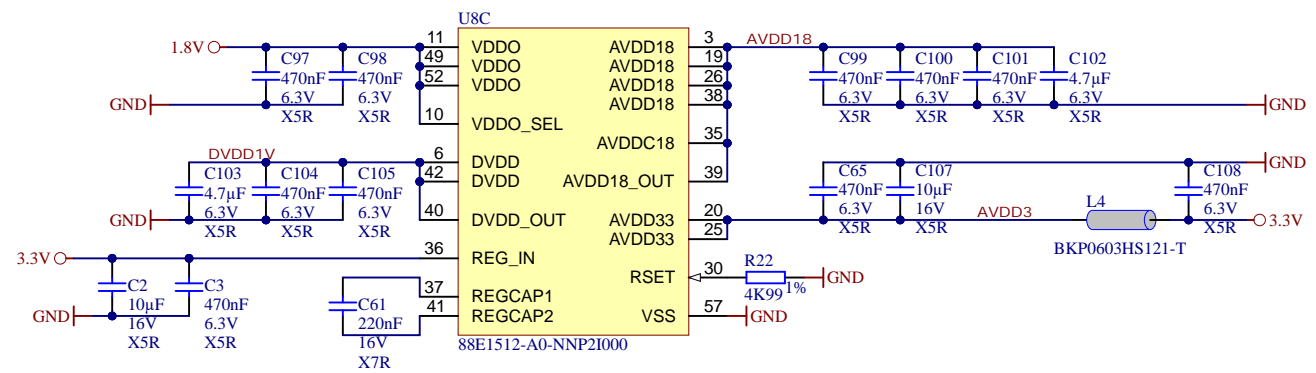 U8C
1.8V
C97
470nF
6.3V
X5R
C98
470nF
6.3V
X5R
GND
11 VDDO
49 VDDO
52 VDDO
10 VDDO_SEL
DVDD1V
C103
4.7µF
6.3V
X5R
C104
470nF
6.3V
X5R
C105
470nF
6.3V
X5R
GND
6 DVDD
42 DVDD
40 DVDD_OUT
3.3V
36 REG_IN
C2
10µF
16V
X5R
C3
470nF
6.3V
X5R
GND
37 REGCAP1
41 REGCAP2
C61
220nF
16V
X7R
AVDD18 3
AVDD18 19
AVDD18 26
AVDD18 38
AVDDC18 35
AVDD18_OUT 39
AVDD33 20
AVDD33 25
RSET 30
VSS 57
88E1512-A0-NNP2I000
AVDD18
C99
470nF
6.3V
X5R
C100
470nF
6.3V
X5R
C101
470nF
6.3V
X5R
C102
4.7µF
6.3V
X5R
GND
GND
C65
470nF
6.3V
X5R
C107
10µF
16V
X5R
AVDD3
L4
BKP0603HS121-T
C108
470nF
6.3V
X5R
3.3V
R22
4K99
1%
GND
GND